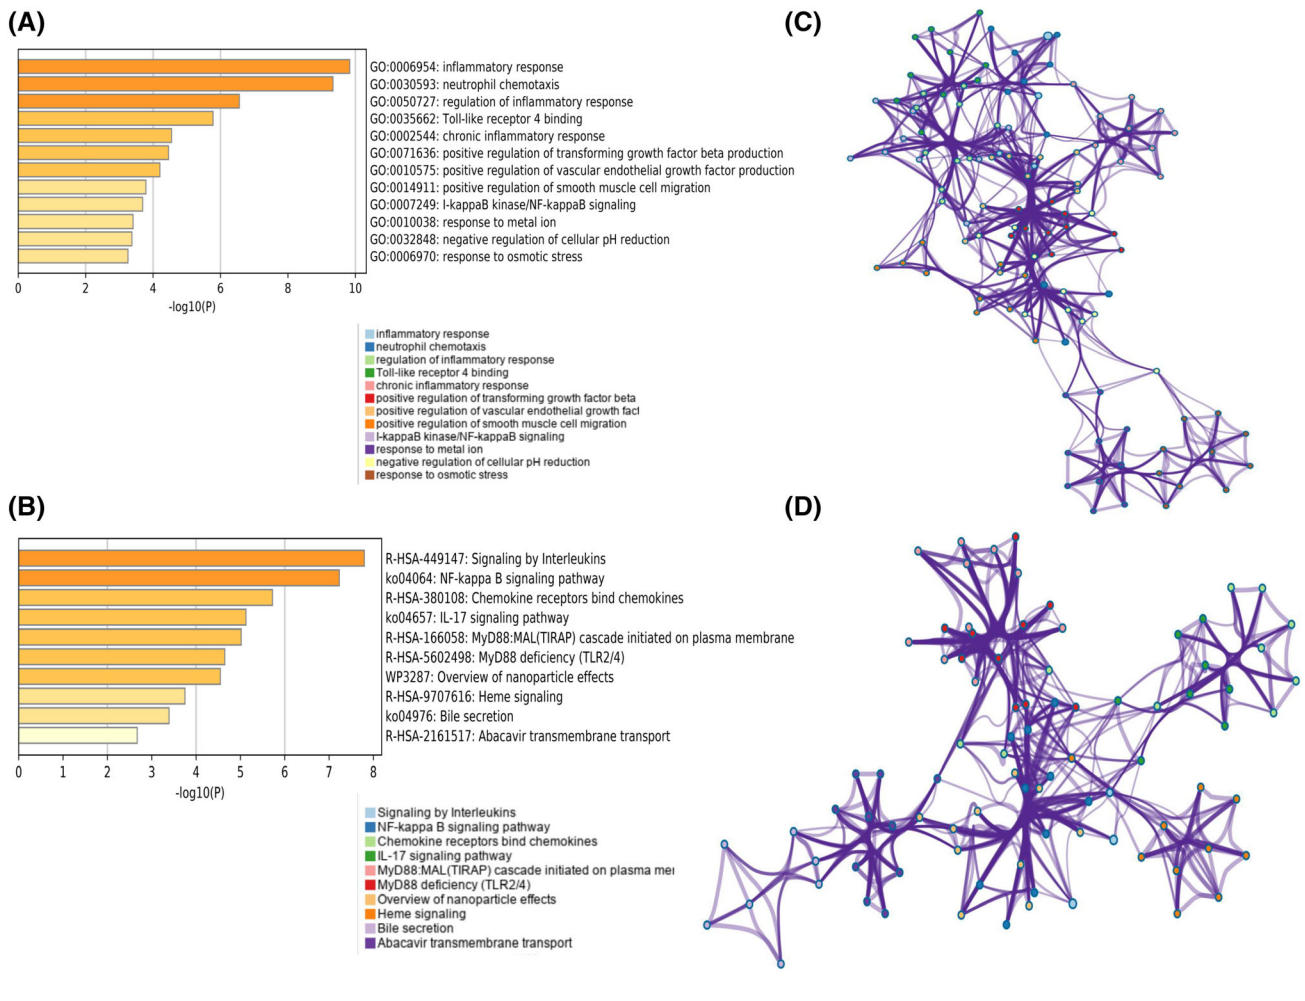 (A)
GO:0006954: inflammatory response
GO:0030593: neutrophil chemotaxis
GO:0050727: regulation of inflammatory response
GO:0035662: Toll-like receptor 4 binding
GO:0002544: chronic inflammatory response
GO:0071636: positive regulation of transforming growth factor beta production
GO:0010575: positive regulation of vascular endothelial growth factor production
GO:0014911: positive regulation of smooth muscle cell migration
GO:0007249: I-kappaB kinase/NF-kappaB signaling
GO:0010038: response to metal ion
GO:0032848: negative regulation of cellular pH reduction
GO:0006970: response to osmotic stress
0 2 4 6 8 10
-log10(P)
inflammatory response
neutrophil chemotaxis
regulation of inflammatory response
Toll-like receptor 4 binding
chronic inflammatory response
positive regulation of transforming growth factor beta
positive regulation of vascular endothelial growth fact
positive regulation of smooth muscle cell migration
I-kappaB kinase/NF-kappaB signaling
response to metal ion
negative regulation of cellular pH reduction
response to osmotic stress
(B)
R-HSA-449147: Signaling by Interleukins
ko04064: NF-kappa B signaling pathway
R-HSA-380108: Chemokine receptors bind chemokines
ko04657: IL-17 signaling pathway
R-HSA-166058: MyD88:MAL(TIRAP) cascade initiated on plasma membrane
R-HSA-5602498: MyD88 deficiency (TLR2/4)
WP3287: Overview of nanoparticle effects
R-HSA-9707616: Heme signaling
ko04976: Bile secretion
R-HSA-2161517: Abacavir transmembrane transport
0 1 2 3 4 5 6 7 8
-log10(P)
Signaling by Interleukins
NF-kappa B signaling pathway
Chemokine receptors bind chemokines
IL-17 signaling pathway
MyD88:MAL(TIRAP) cascade initiated on plasma mer
MyD88 deficiency (TLR2/4)
Overview of nanoparticle effects
Heme signaling
Bile secretion
Abacavir transmembrane transport
(C)
(D)